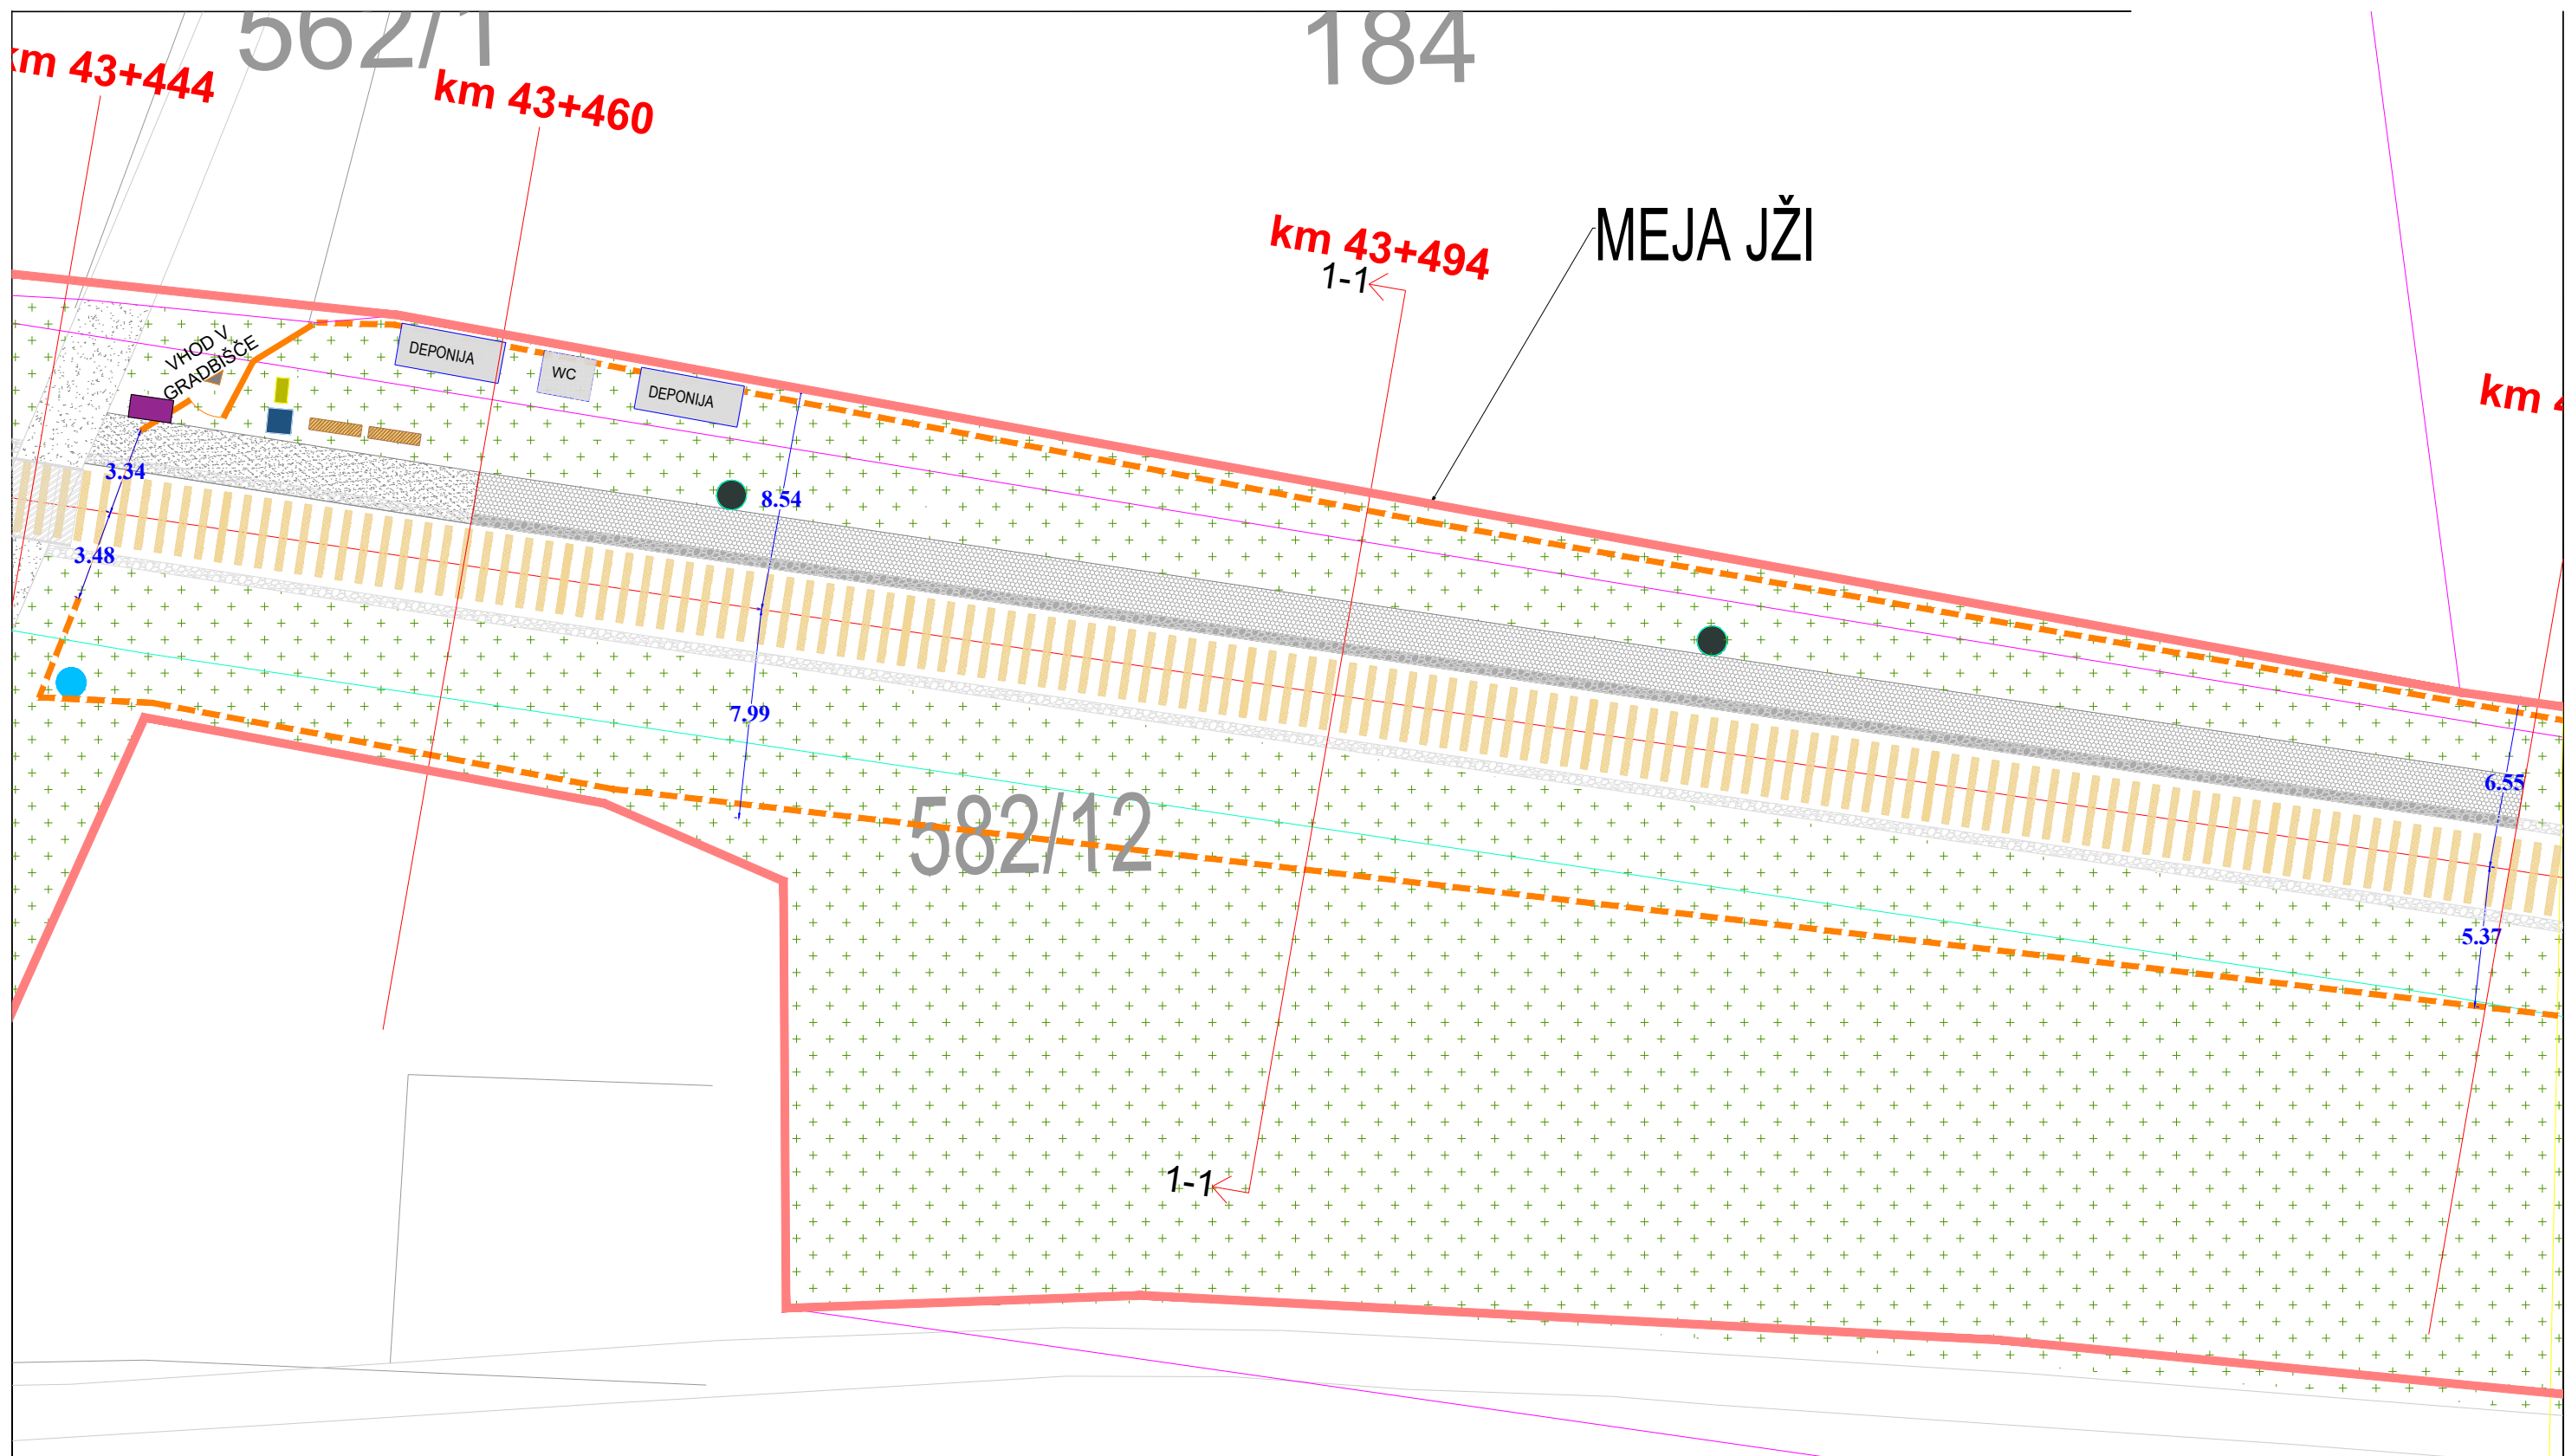 562/1
184
km 43+444
km 43+460
km 43+494
1-1
MEJA JŽI
VHOD V
GRADBIŠČE
DEPONIJA
WC
DEPONIJA
km 4
3.34
8.54
3.48
7.99
6.55
582/12
5.37
1-1